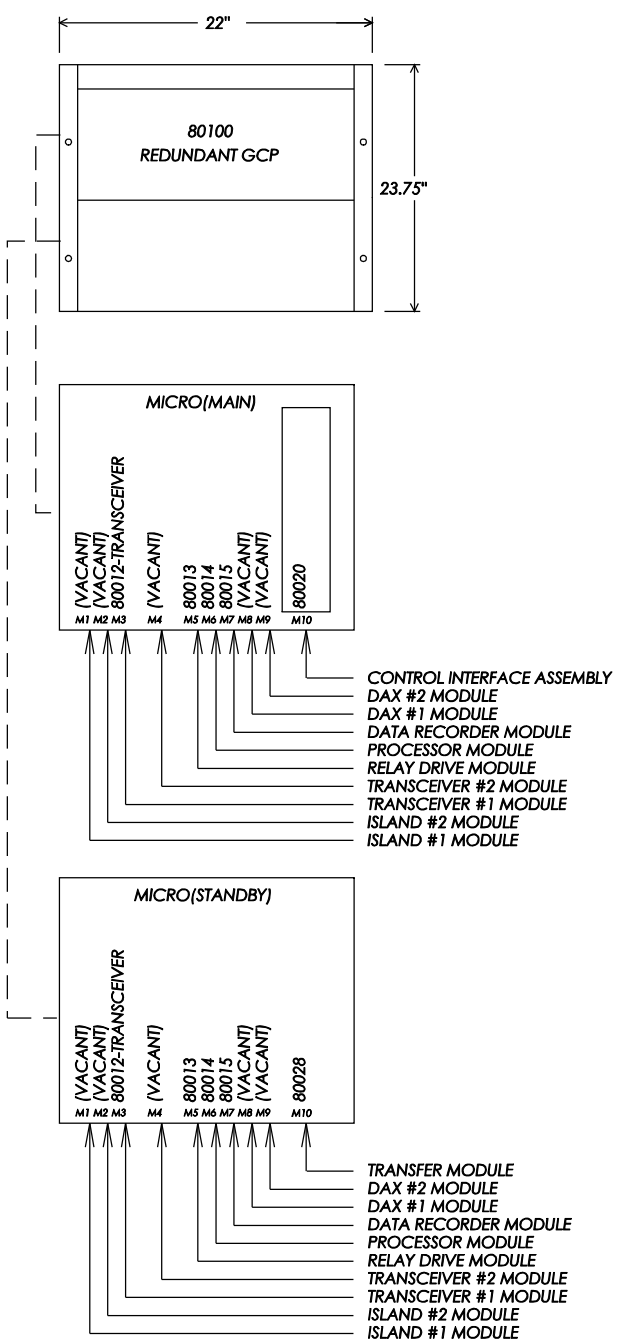 22"
80100
REDUNDANT GCP
23.75"
MICRO(MAIN)
(VACANT)
(VACANT)
80012-TRANSCEIVER
(VACANT)
80013
80014
80015
(VACANT)
(VACANT)
80020
M1 M2 M3 M4 M5 M6 M7 M8 M9 M10
CONTROL INTERFACE ASSEMBLY
DAX #2 MODULE
DAX #1 MODULE
DATA RECORDER MODULE
PROCESSOR MODULE
RELAY DRIVE MODULE
TRANSCEIVER #2 MODULE
TRANSCEIVER #1 MODULE
ISLAND #2 MODULE
ISLAND #1 MODULE
MICRO(STANDBY)
(VACANT)
(VACANT)
80012-TRANSCEIVER
(VACANT)
80013
80014
80015
(VACANT)
(VACANT)
80028
M1 M2 M3 M4 M5 M6 M7 M8 M9 M10
TRANSFER MODULE
DAX #2 MODULE
DAX #1 MODULE
DATA RECORDER MODULE
PROCESSOR MODULE
RELAY DRIVE MODULE
TRANSCEIVER #2 MODULE
TRANSCEIVER #1 MODULE
ISLAND #2 MODULE
ISLAND #1 MODULE